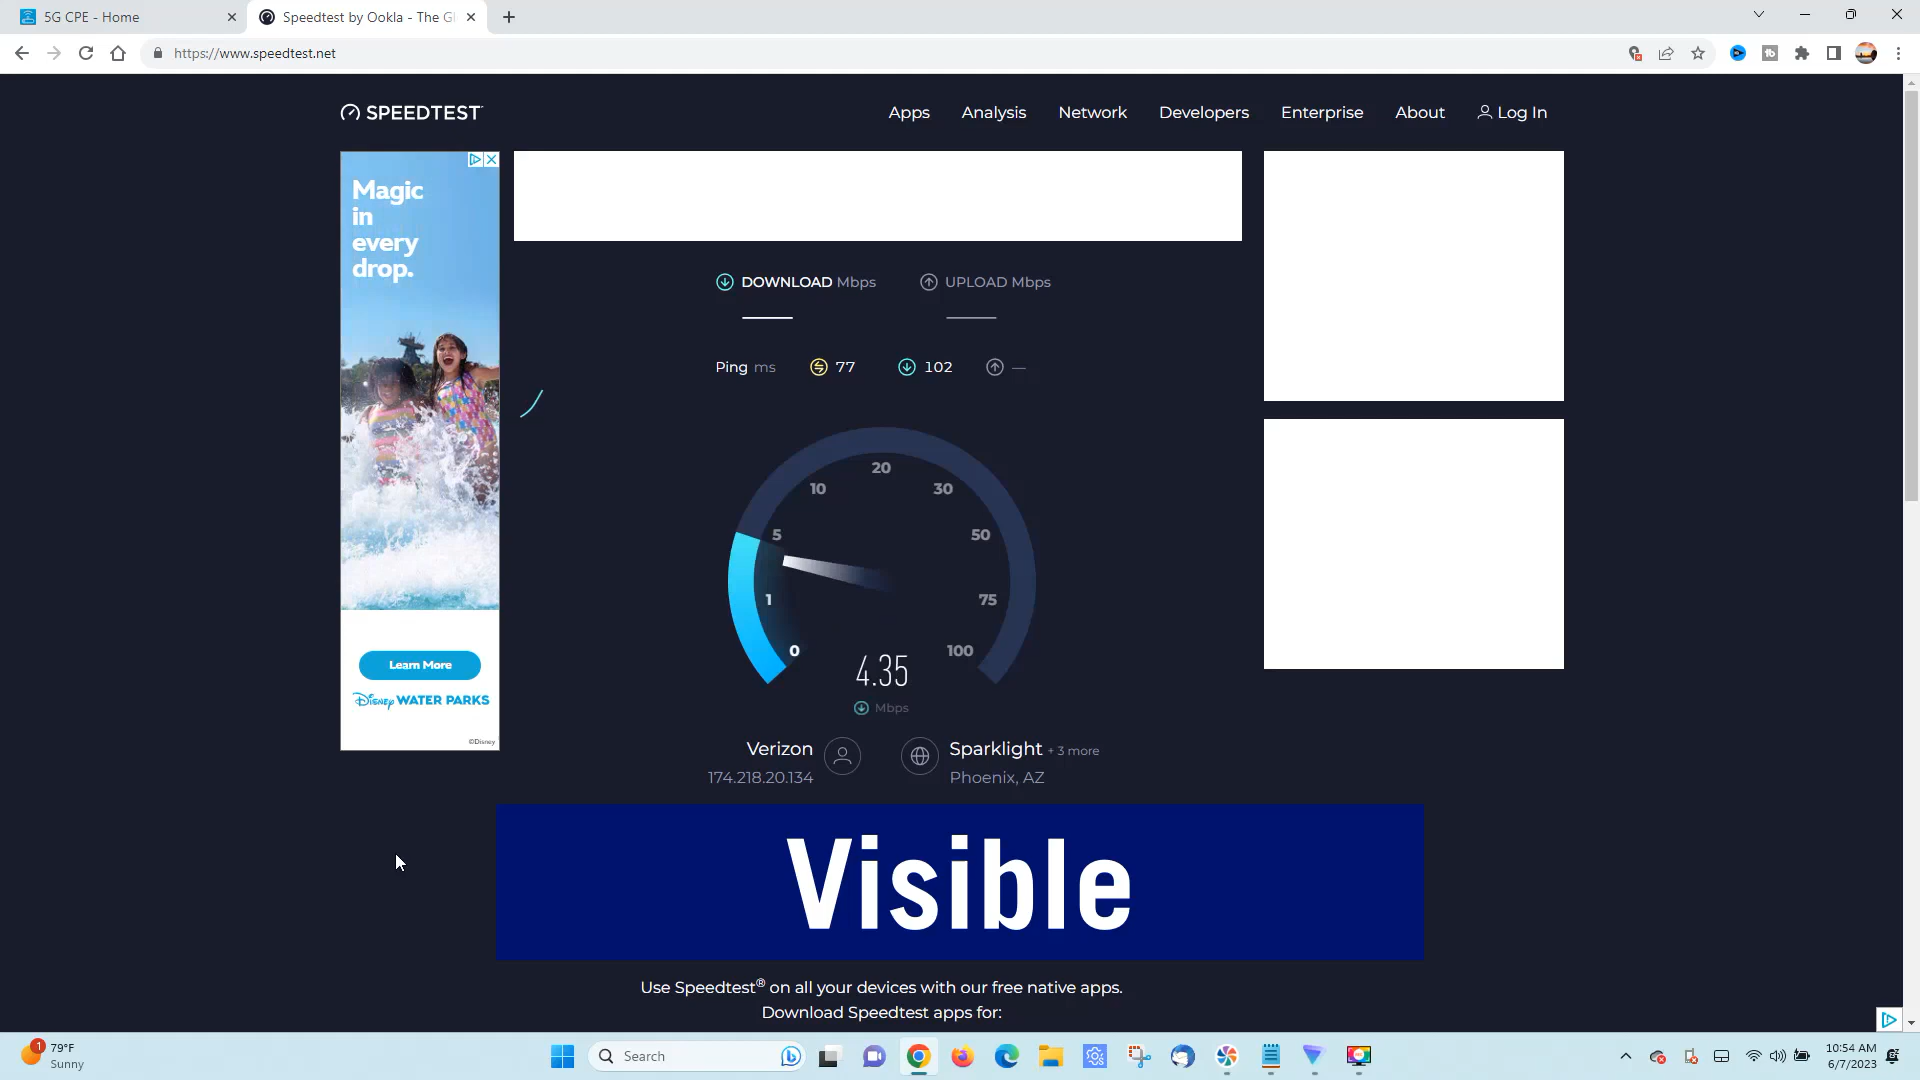 5G CPE - Home
Speedtest by Ookla - The Gl
https://www.speedtest.net
SPEEDTEST
Apps
Analysis
Network
Developers
Enterprise
About
Log In
Magic
in
every
drop.
Learn More
Disney WATER PARKS
©Disney
DOWNLOAD Mbps
UPLOAD Mbps
Ping ms
77
102
—
20
10
30
5
50
1
75
0
100
4.35
Mbps
Verizon
174.218.20.134
Sparklight + 3 more
Phoenix, AZ
Visible
Use Speedtest® on all your devices with our free native apps.
Download Speedtest apps for:
1
79°F
Sunny
Search
10:54 AM
6/7/2023